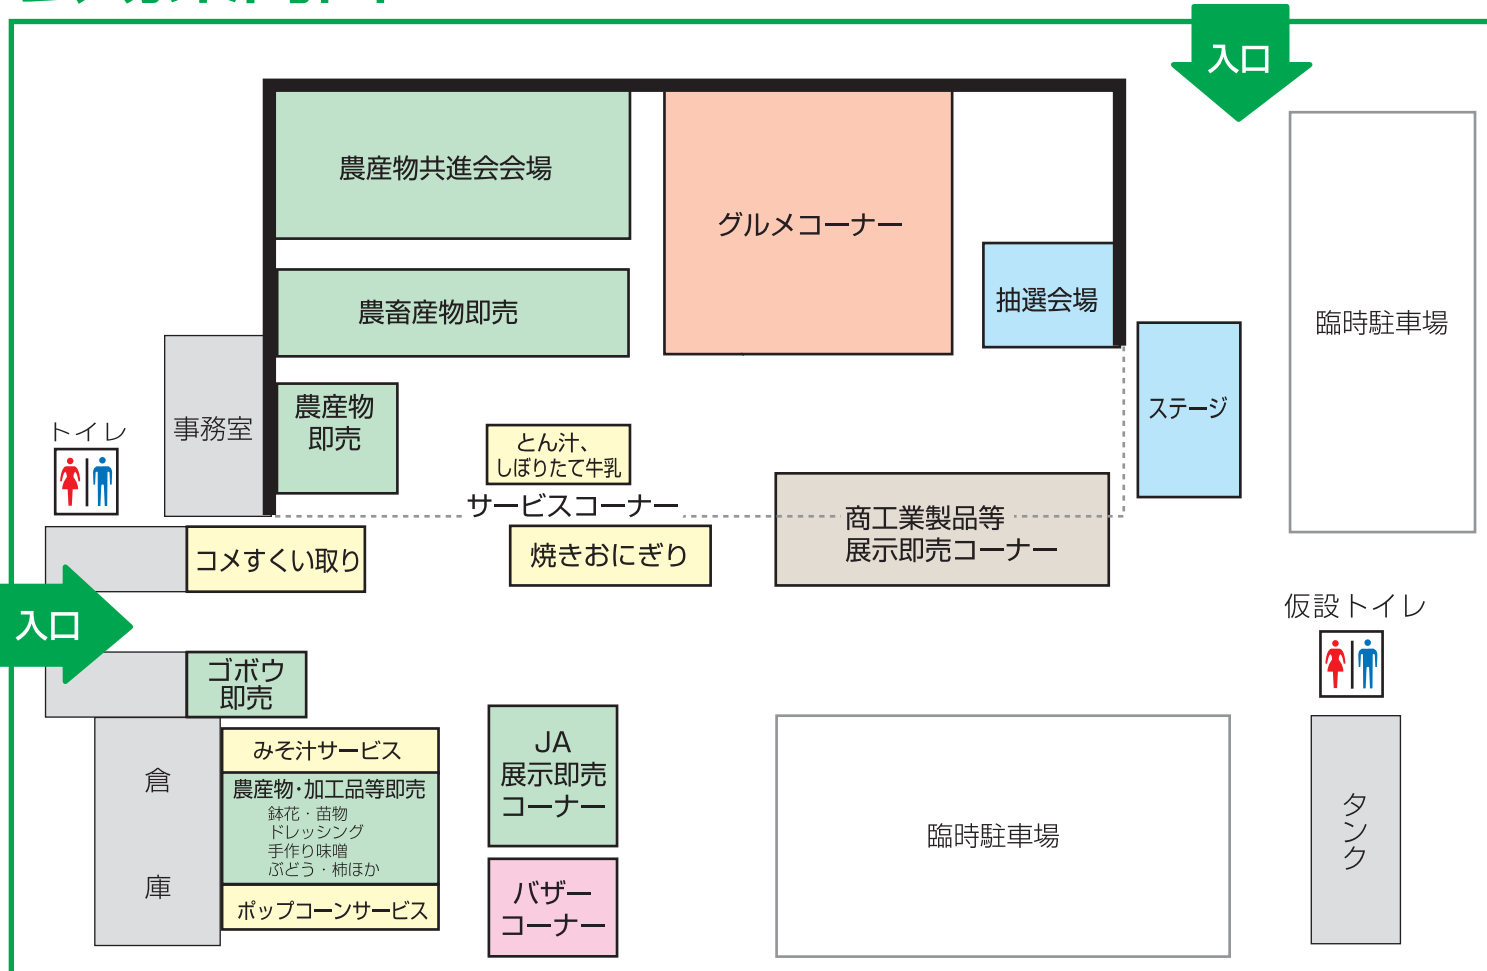 入口
農産物共進会会場
グルメコーナー
農畜産物即売
抽選会場
臨時駐車場
ステージ
トイレ
事務室
農産物
即売
とん汁、
しぼりたて牛乳
サービスコーナー
商工業製品等
展示即売コーナー
コメすくい取り
焼きおにぎり
入口
仮設トイレ
ゴボウ
即売
倉
庫
みそ汁サービス
農産物・加工品等即売
鉢花・苗物
ドレッシング
手作り味噌
ぶどう・柿ほか
ポップコーンサービス
JA
展示即売
コーナー
バザー
コーナー
臨時駐車場
タンク